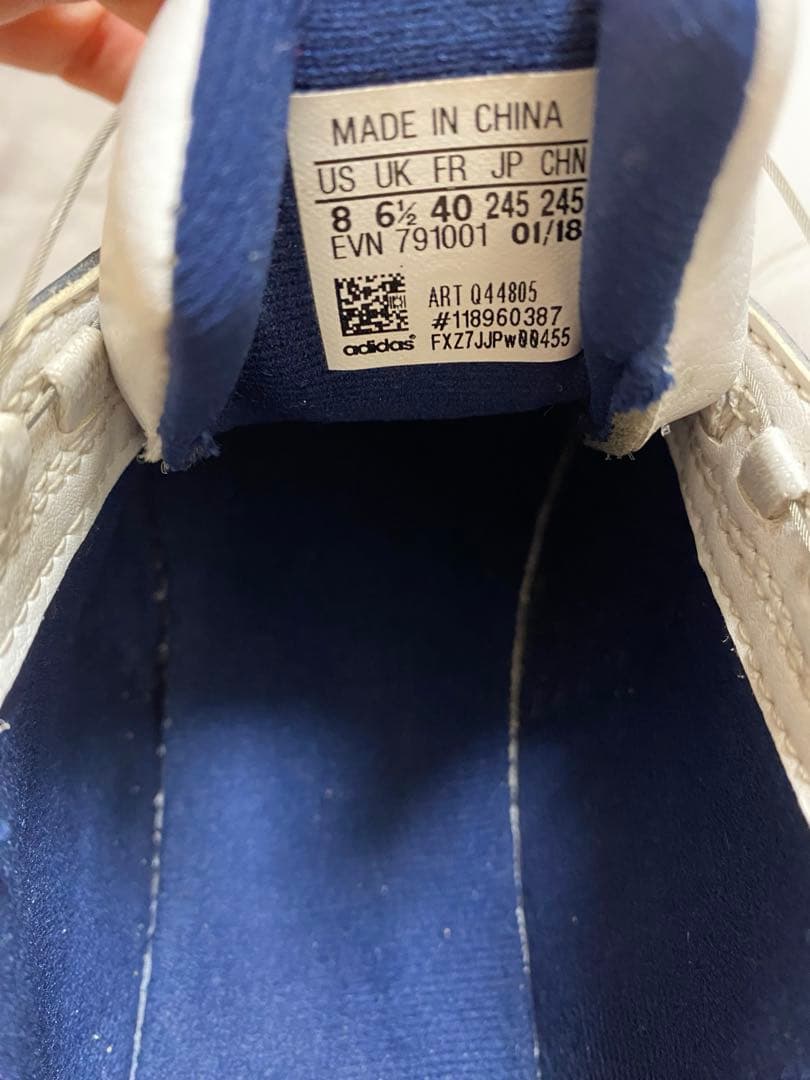 MADE IN CHINA
US UK FR JP CHN
8 6½ 40 245 245
EVN 791001 01/18
ART Q44805
#118960387
FXZ7JJPW00455
adidas